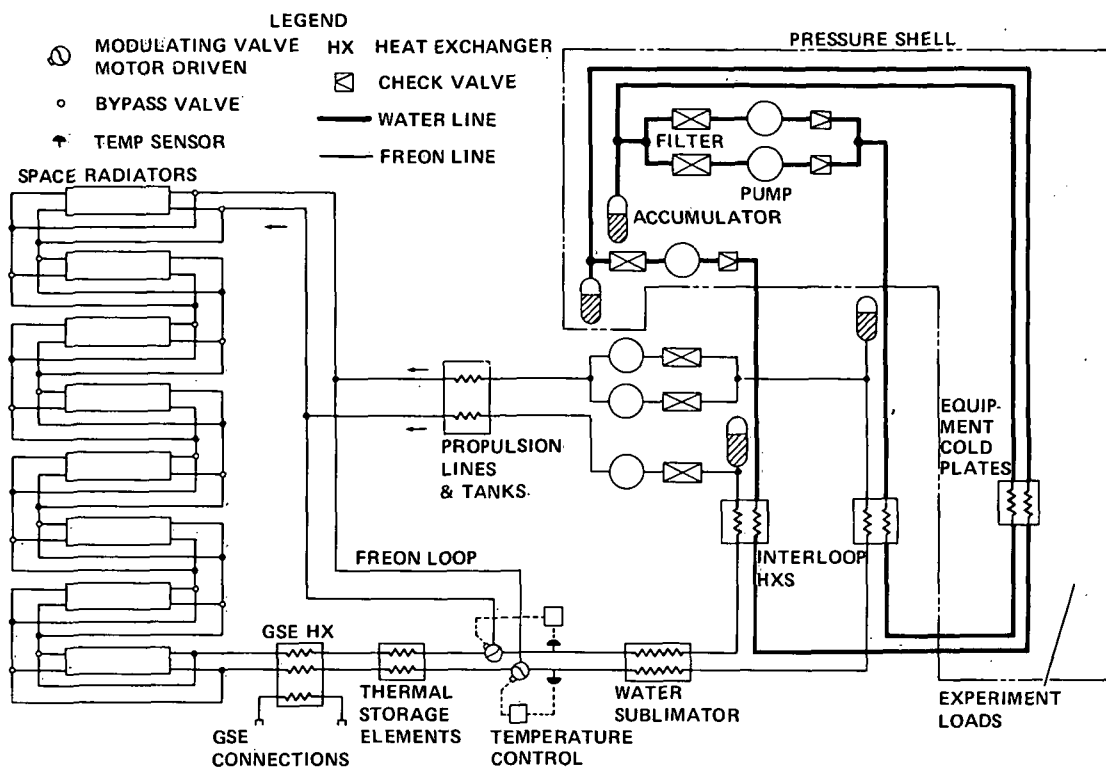 LEGEND
MODULATING VALVE
MOTOR DRIVEN
BYPASS VALVE
TEMP SENSOR
HX HEAT EXCHANGER
CHECK VALVE
WATER LINE
FREON LINE
PRESSURE SHELL
FILTER
PUMP
ACCUMULATOR
SPACE RADIATORS
PROPULSION
LINES
& TANKS
EQUIP-
MENT
COLD
PLATES
INTERLOOP
HXS
FREON LOOP
GSE HX
THERMAL
STORAGE
ELEMENTS
WATER
SUBLIMATOR
TEMPERATURE
CONTROL
GSE
CONNECTIONS
EXPERIMENT
LOADS